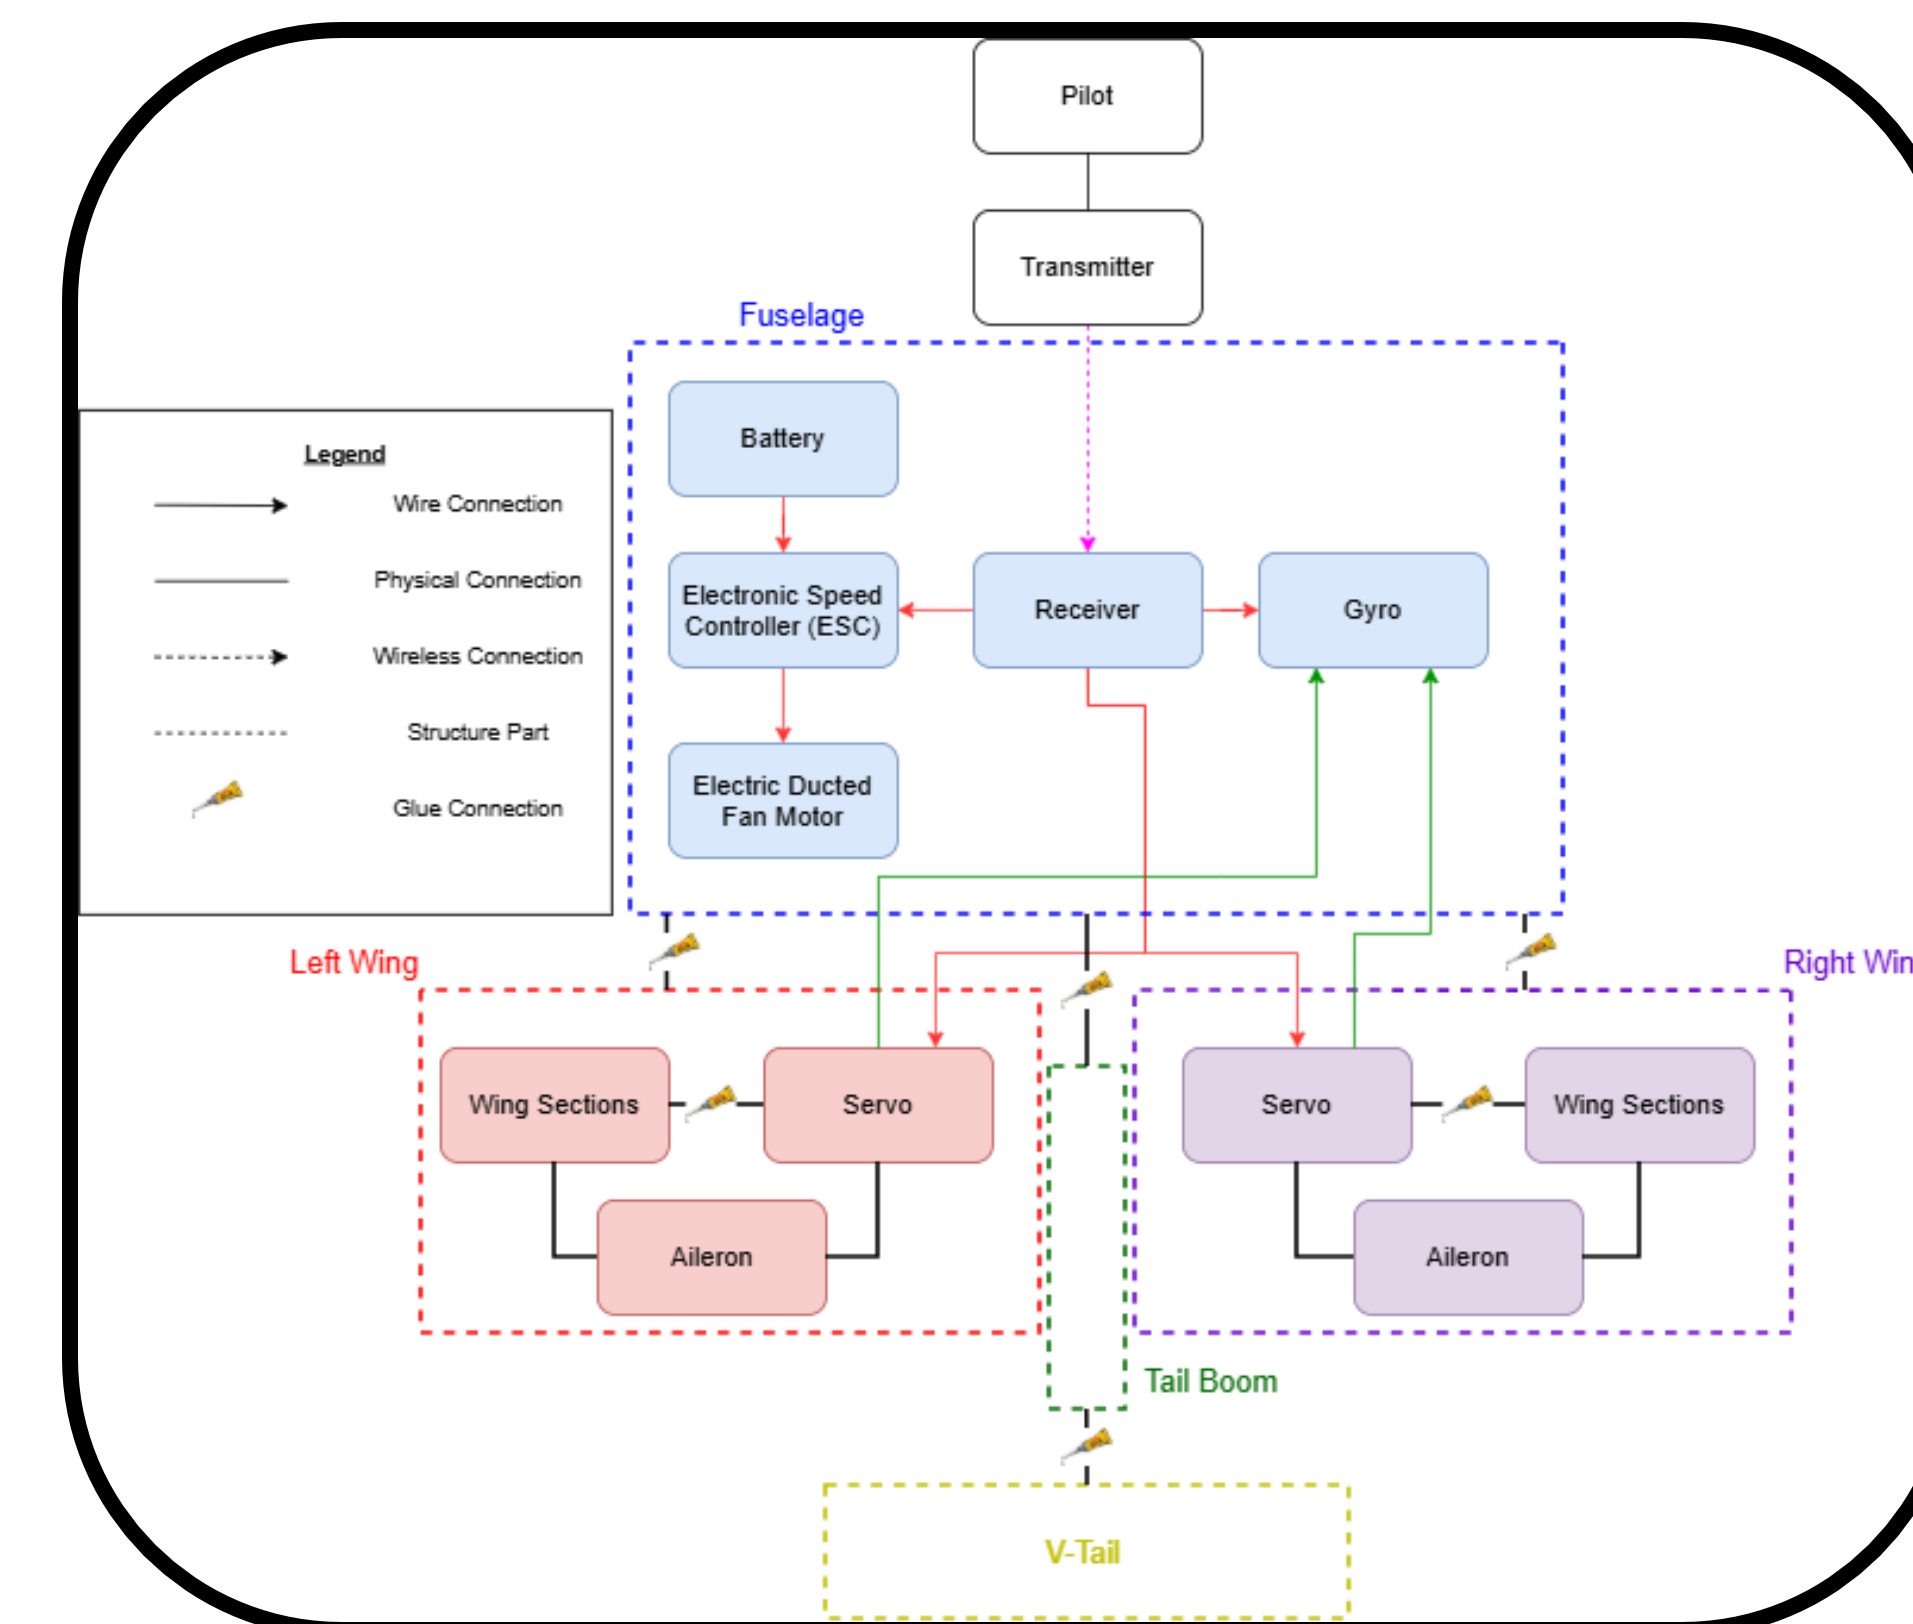 Pilot
Transmitter
Fuselage
Battery
Legend
Wire Connection
Physical Connection
Wireless Connection
Structure Part
Glue Connection
Electronic Speed
Controller (ESC)
Receiver
Gyro
Electric Ducted
Fan Motor
Left Wing
Right Win
Wing Sections
Servo
Servo
Wing Sections
Aileron
Aileron
Tail Boom
V-Tail